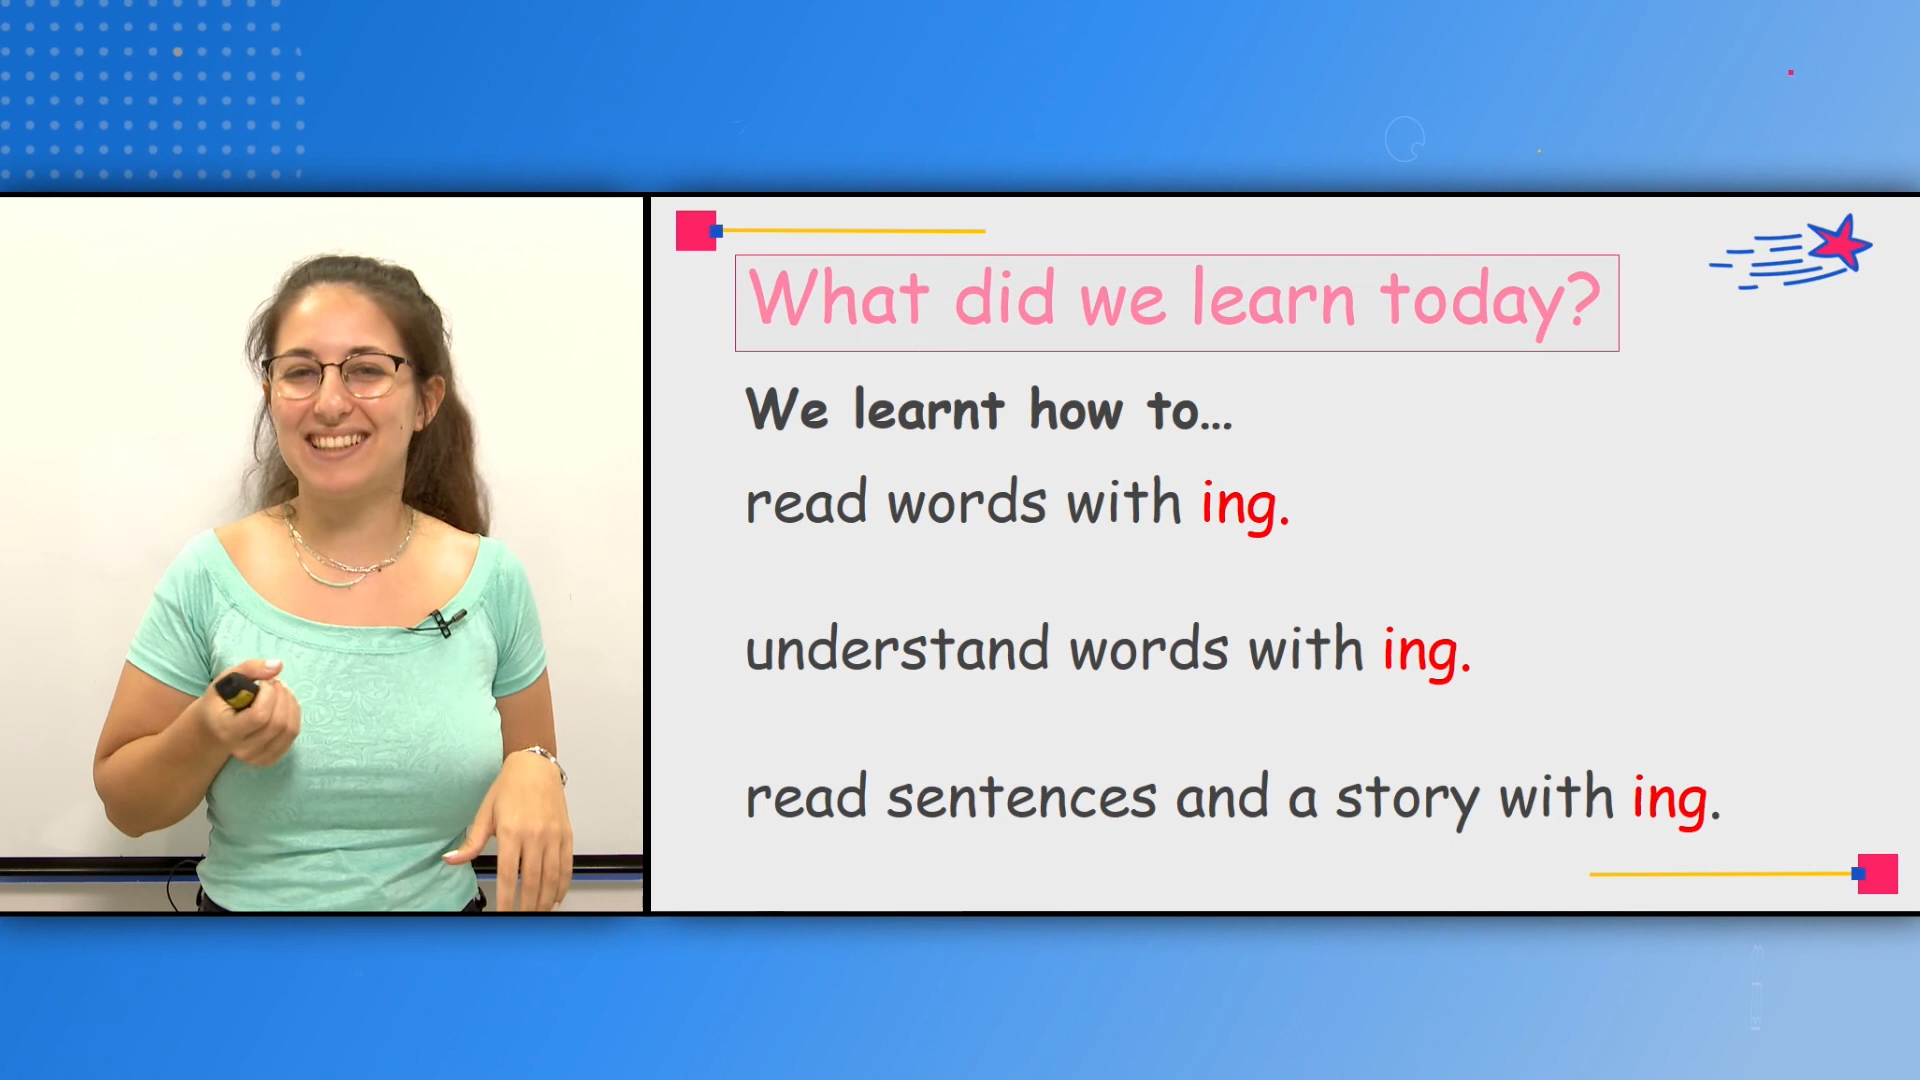 What did we learn today?
We learnt how to...
read words with ing.
understand words with ing.
read sentences and a story with ing.